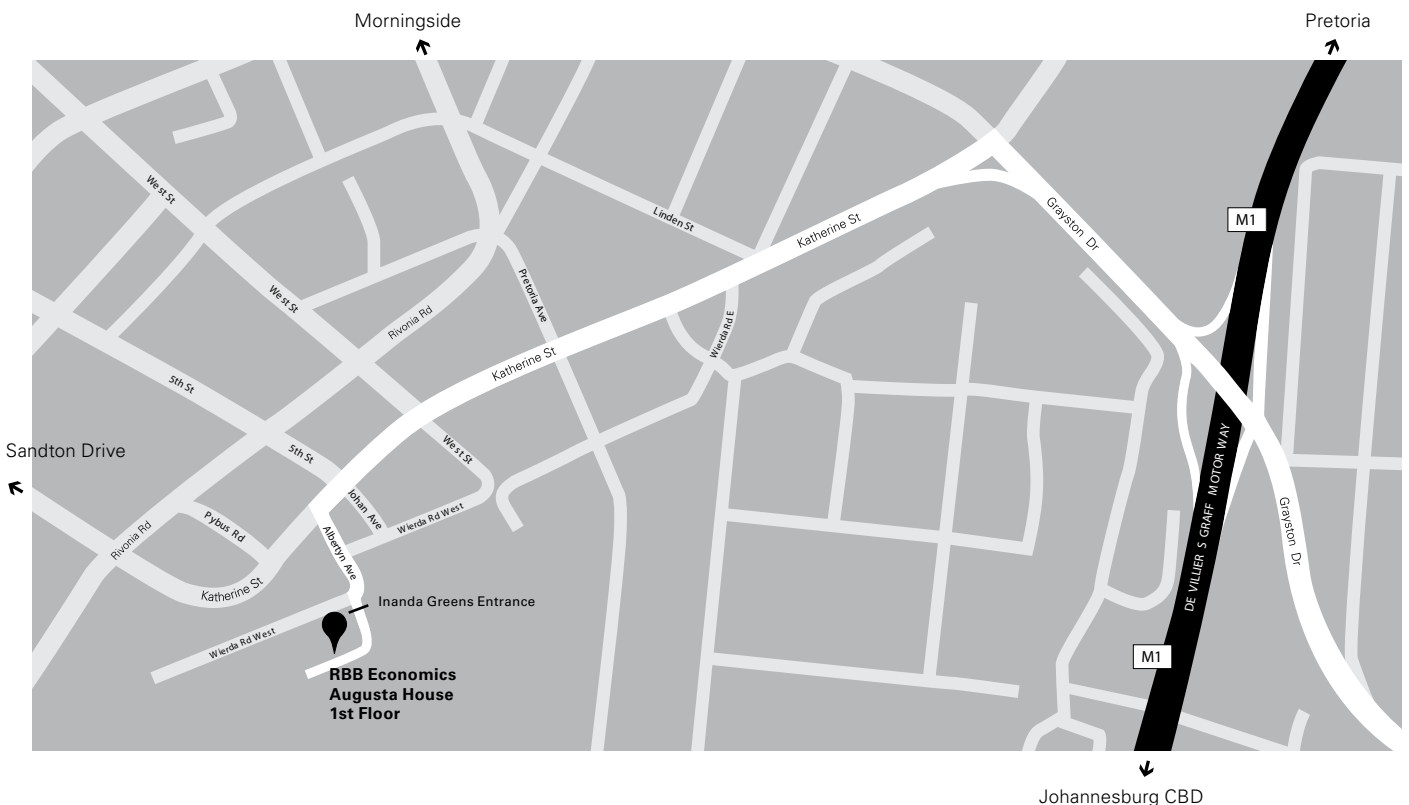 Morningside
Pretoria
West St
M1
Linden St
Katherine St
Grayston Dr
West St
Pretoria Ave
Rivonia Rd
Wierda Rd E
Katherine St
5th St
Sandton Drive
5th St
West St
DE VILLIER S GRAFF MOTOR WAY
Johan Ave
Wierda Rd West
Pybus Rd
Rivonia Rd
Albertyn Ave
Grayston Dr
Katherine St
Inanda Greens Entrance
Wierda Rd West
M1
RBB Economics
Augusta House
1st Floor
Johannesburg CBD